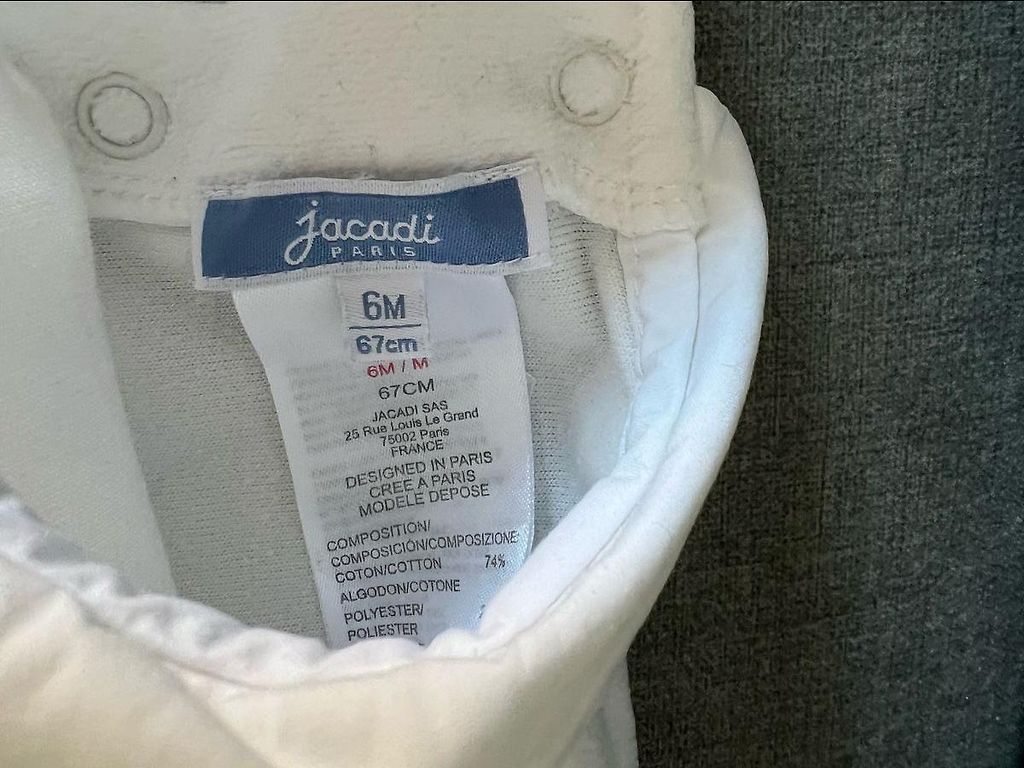 jacadi
PARIS
6M
67cm
6M / M
67CM
JACADI SAS
25 Rue Louis Le Grand
75002 Paris
FRANCE
DESIGNED IN PARIS
CREE A PARIS
MODELE DEPOSE
COMPOSITION/
COMPOSICIÓN/COMPOSIZIONE
COTON/COTTON 74%
ALGODON/COTONE
POLYESTER/
POLIESTER